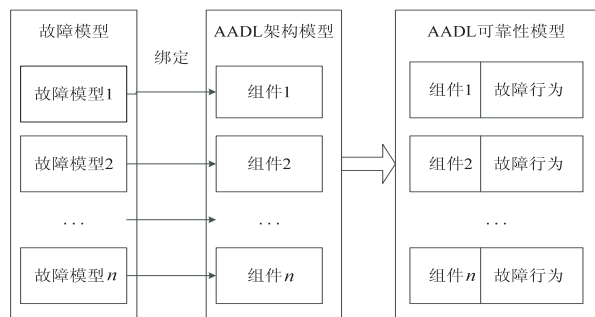 故障模型
绑定
AADL架构模型
AADL可靠性模型
故障模型1
组件1
组件1 故障行为
故障模型2
组件2
组件2 故障行为
...
...
...
故障模型n
组件n
组件n 故障行为